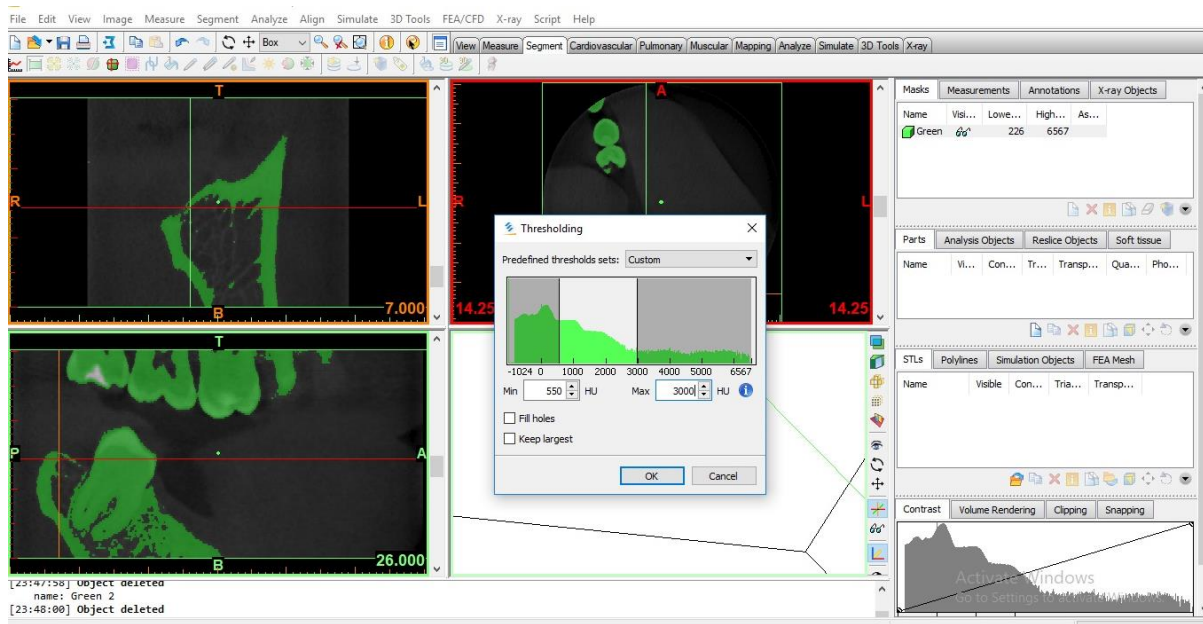 File Edit View Image Measure Segment Analyze Align Simulate 3D Tools FEA/CFD X-ray Script Help
Box
View Measure Segment Cardiovascular Pulmonary Muscular Mapping Analyze Simulate 3D Tools X-ray
T
R
L
B
7.000
A
R
L
14.25
14.25
T
P
A
B
26.000
Thresholding
Predefined thresholds sets: Custom
-1024 0 1000 2000 3000 4000 5000 6567
Min 550 HU Max 3000 HU
Fill holes
Keep largest
OK Cancel
Masks Measurements Annotations X-ray Objects
Name Visi... Lowe... High... As...
Green 226 6567
Parts Analysis Objects Reslice Objects Soft tissue
Name Vi... Con... Tr... Transp... Qua... Pho...
STLs Polylines Simulation Objects FEA Mesh
Name Visible Con... Tria... Transp...
Contrast Volume Rendering Clipping Snapping
Activate Windows
Go to Settings to activate Windows.
[23:47:58] Object deleted
name: Green 2
[23:48:00] Object deleted